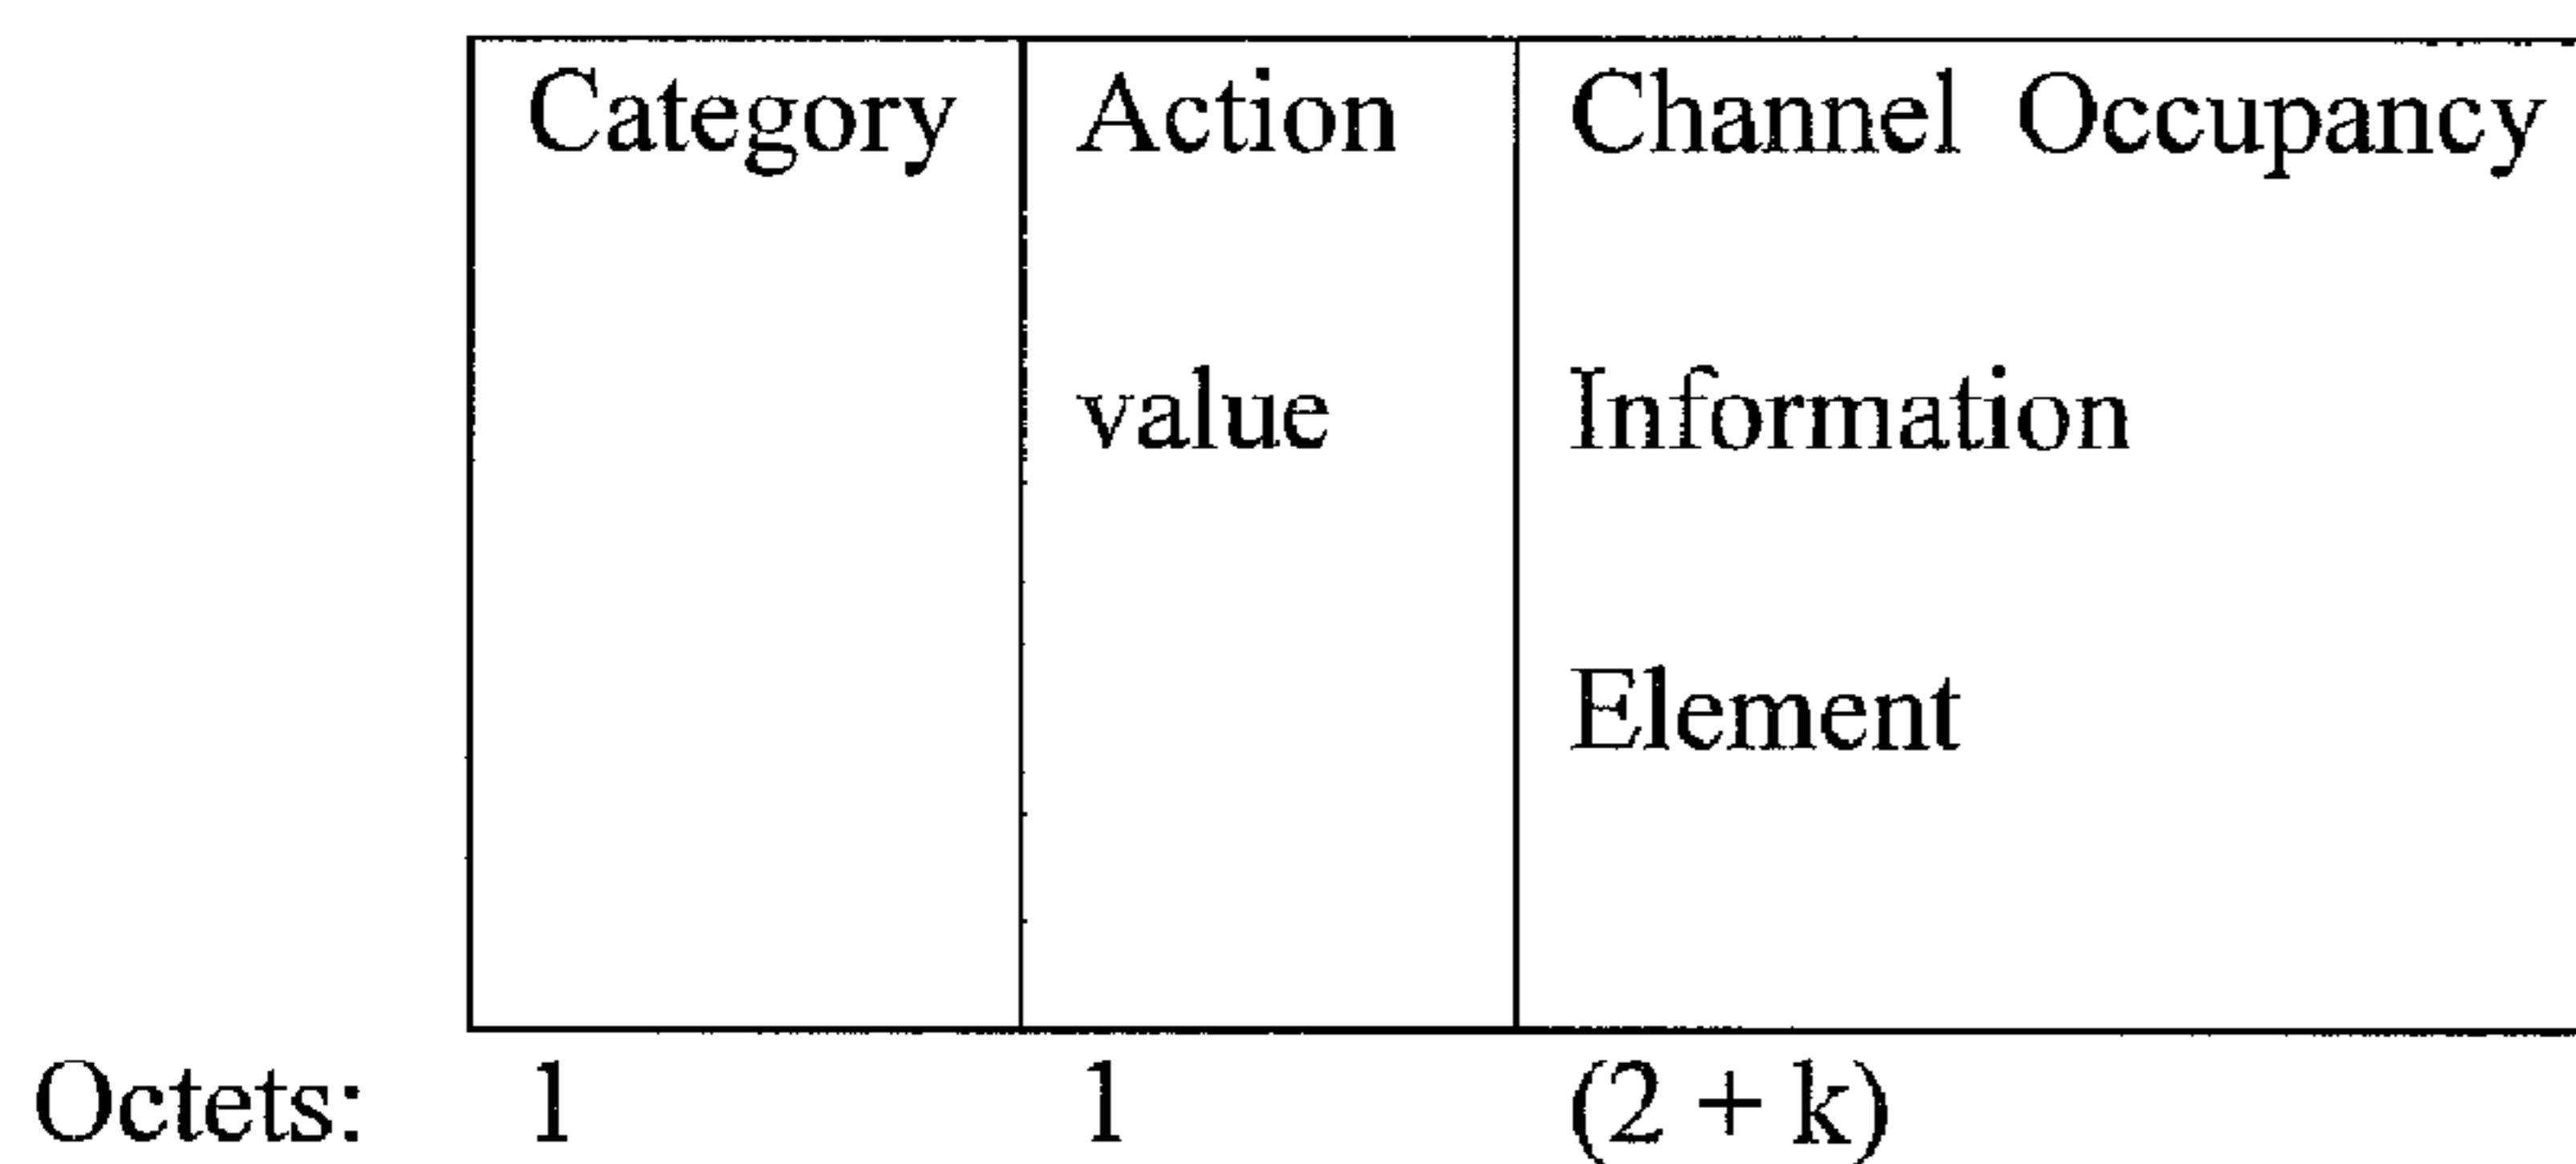 Category Action Channel Occupancy
value Information
Element
Octets: 1 1 (2 + k)